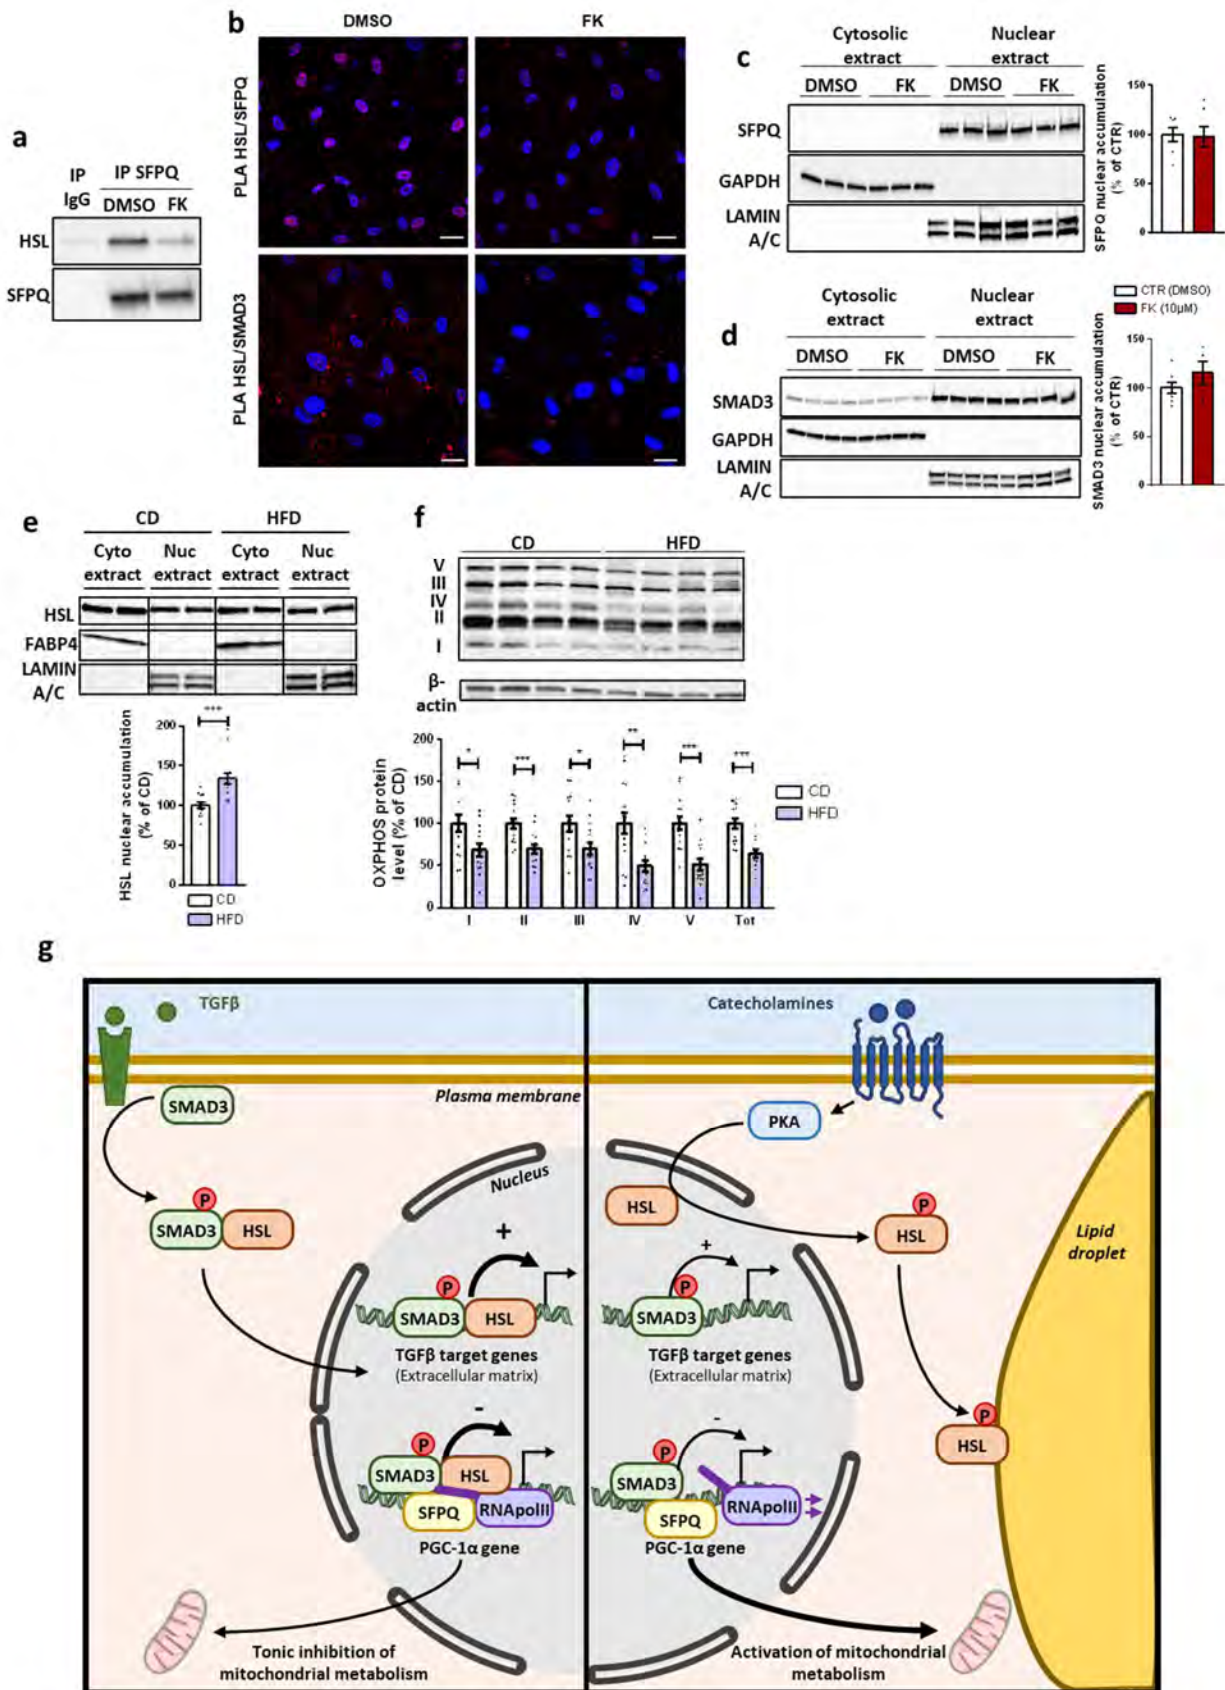 a
IP
IgG
IP SFPQ
DMSO
FK
HSL
SFPQ
b
DMSO
FK
PLA HSL/SFPQ
PLA HSL/SMAD3
c
Cytosolic
extract
Nuclear
extract
DMSO
FK
DMSO
FK
SFPQ
GAPDH
LAMIN
A/C
SFPQ nuclear accumulation
(% of CTR)
150
100
50
0
CTR (DMSO)
FK (10µM)
d
Cytosolic
extract
Nuclear
extract
DMSO
FK
DMSO
FK
SMAD3
GAPDH
LAMIN
A/C
SMAD3 nuclear accumulation
(% of CTR)
150
100
50
0
e
CD
HFD
Cyto
extract
Nuc
extract
Cyto
extract
Nuc
extract
HSL
FABP4
LAMIN
A/C
HSL nuclear accumulation
(% of CD)
200
150
100
50
0
***
CD
HFD
f
CD
HFD
V
III
IV
II
I
β-
actin
OXPHOS protein
level (% of CD)
200
150
100
50
0
*
***
*
**
***
***
I
II
III
IV
V
Tot
CD
HFD
g
TGFβ
SMAD3
Plasma membrane
P
SMAD3
HSL
Nucleus
+
P
SMAD3
HSL
TGFβ target genes
(Extracellular matrix)
-
P
SMAD3
HSL
SFPQ
RNApolII
PGC-1α gene
Tonic inhibition of
mitochondrial metabolism
Catecholamines
PKA
HSL
P
HSL
Lipid
droplet
+
P
SMAD3
TGFβ target genes
(Extracellular matrix)
P
HSL
-
P
SMAD3
SFPQ
RNApolII
PGC-1α gene
Activation of mitochondrial
metabolism